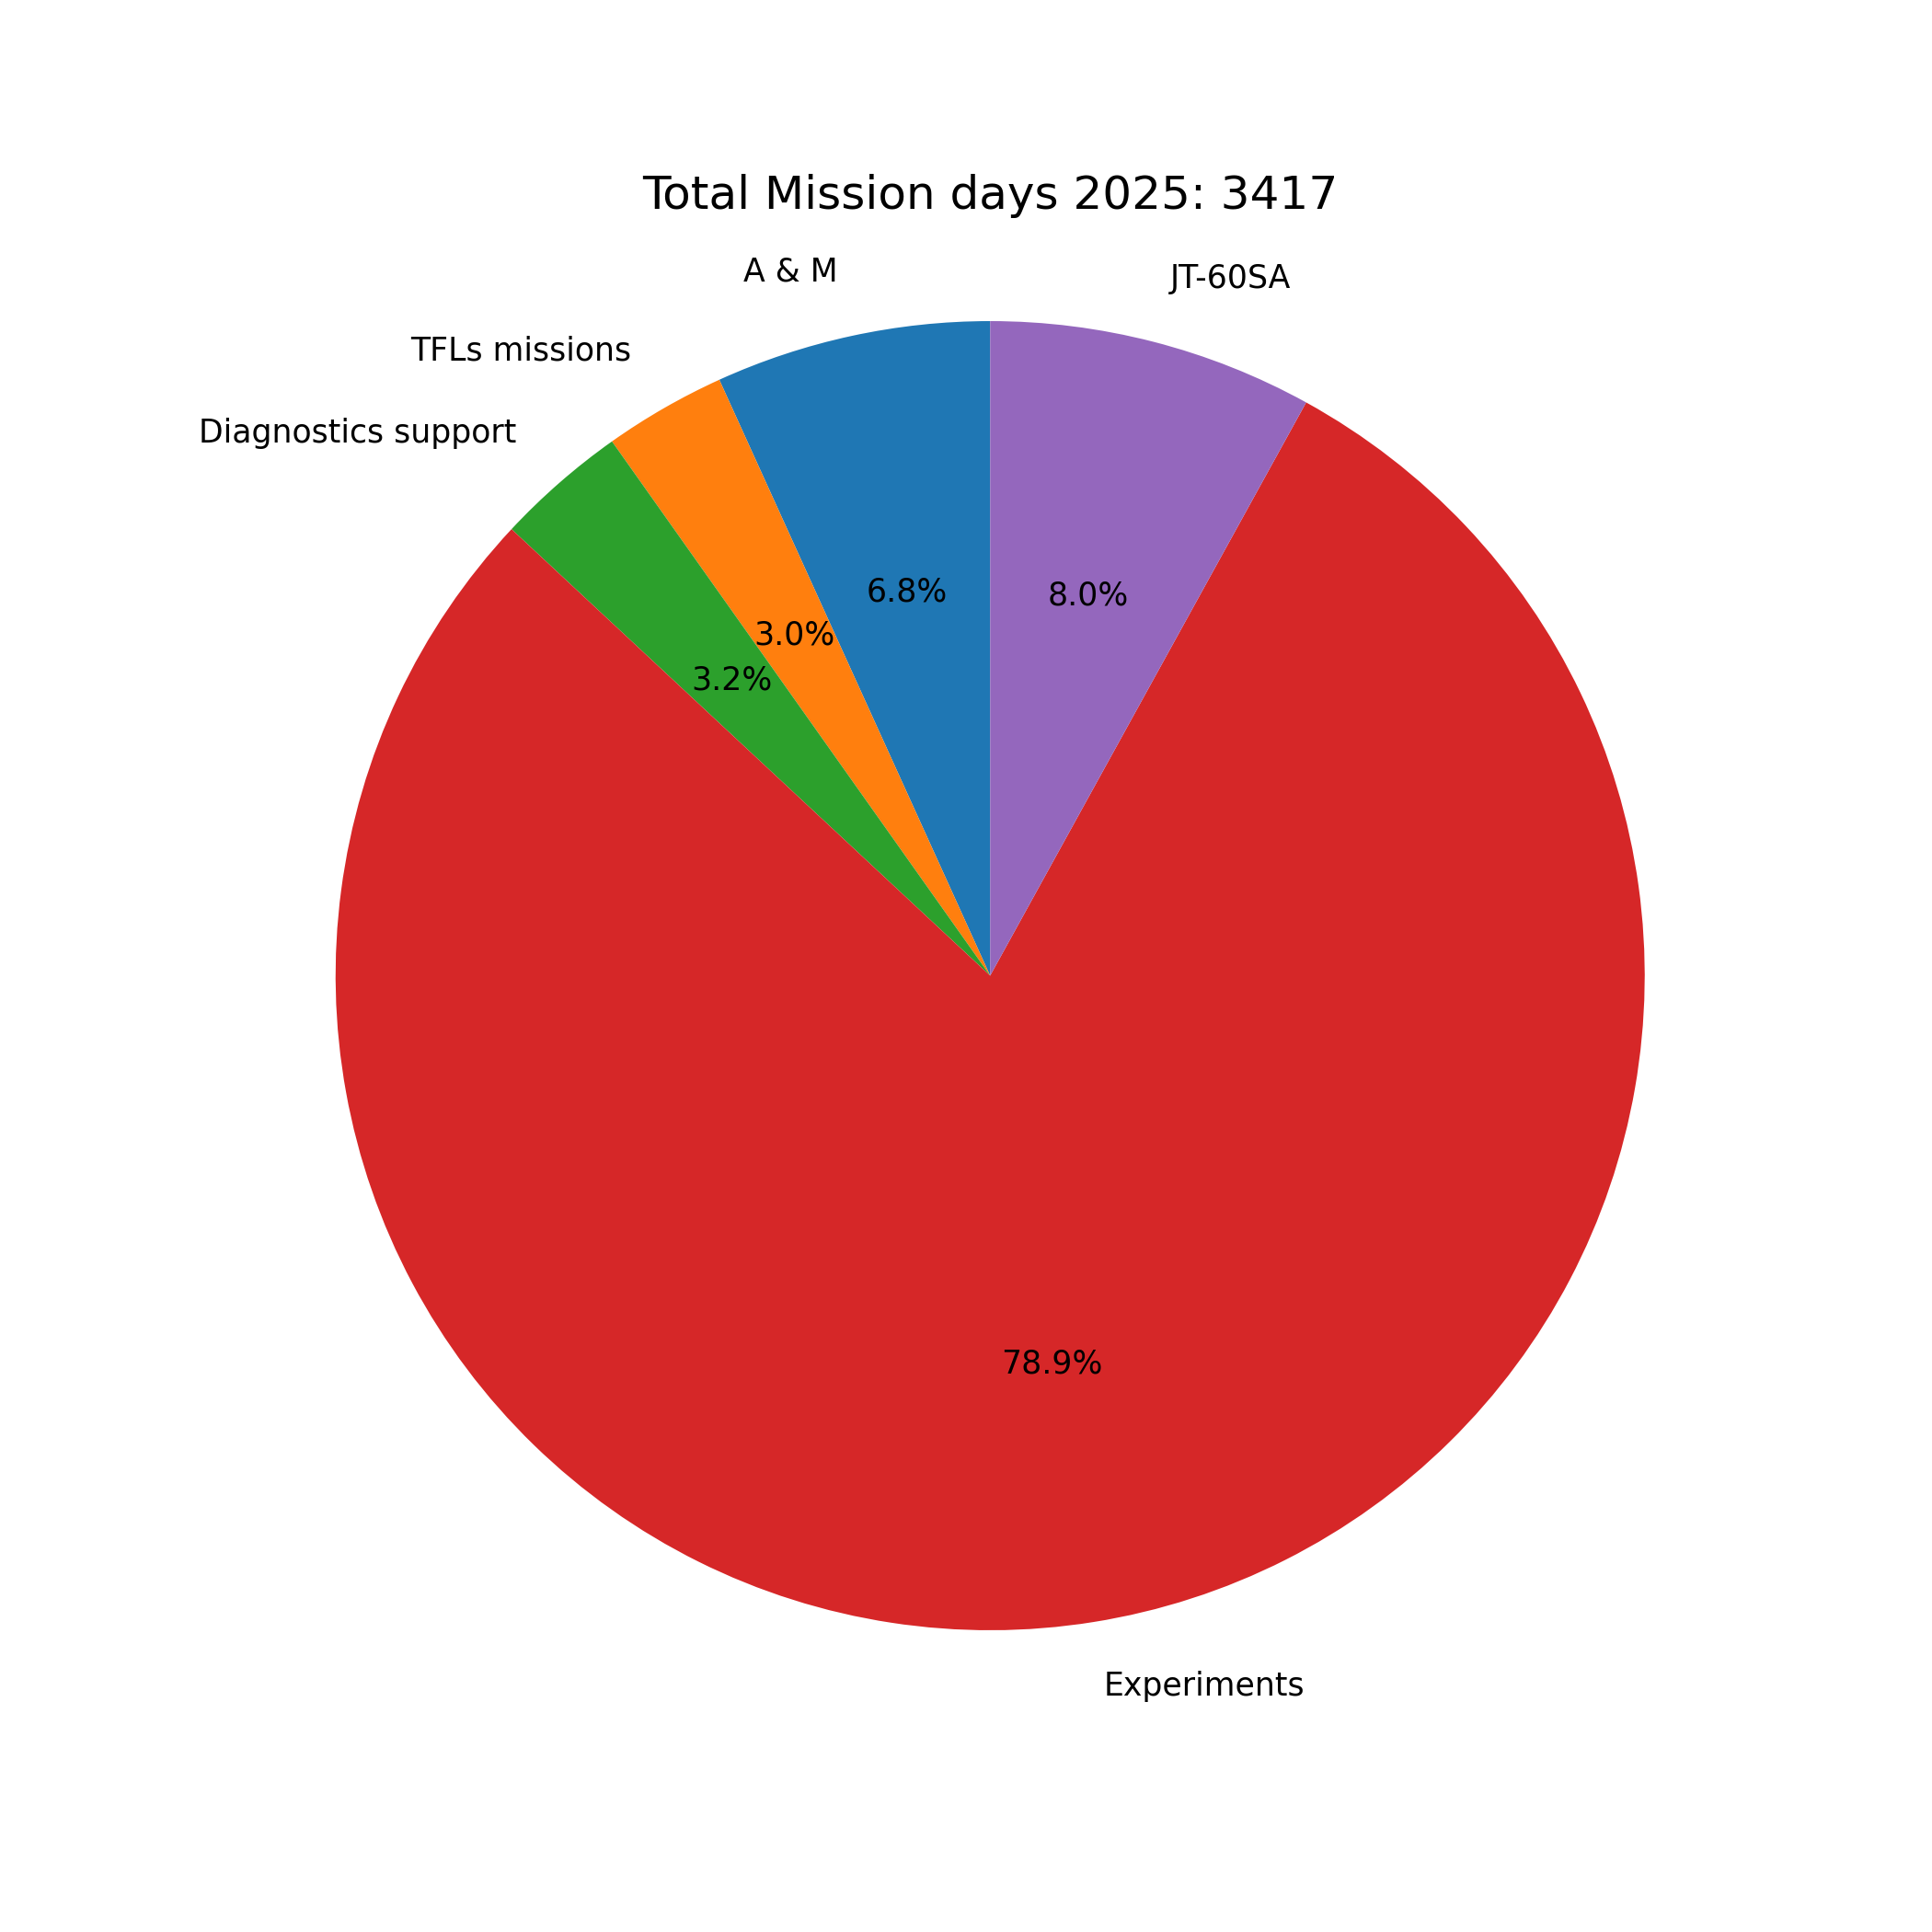 Total Mission days 2025: 3417
A & M
JT-60SA
TFLs missions
Diagnostics support
6.8%
8.0%
3.0%
3.2%
78.9%
Experiments